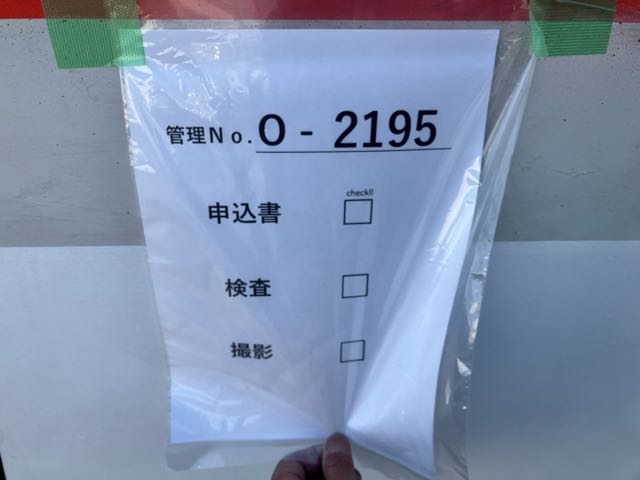 管理No. O - 2195
check!!
申込書 □
検査 □
撮影 □